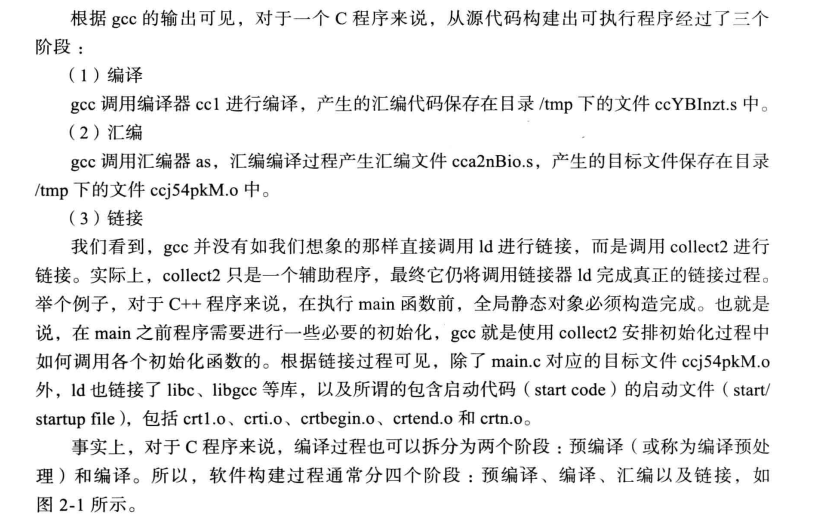 根据 gcc 的输出可见，对于一个 C 程序来说，从源代码构建出可执行程序经过了三个
阶段：
（1）编译
gcc 调用编译器 cc1 进行编译，产生的汇编代码保存在目录 /tmp 下的文件 ccYBInzt.s 中。
（2）汇编
gcc 调用汇编器 as，汇编编译过程产生汇编文件 cca2nBio.s，产生的目标文件保存在目录
/tmp 下的文件 ccj54pkM.o 中。
（3）链接
我们看到，gcc 并没有如我们想象的那样直接调用 ld 进行链接，而是调用 collect2 进行
链接。实际上，collect2 只是一个辅助程序，最终它仍将调用链接器 ld 完成真正的链接过程。
举个例子，对于 C++ 程序来说，在执行 main 函数前，全局静态对象必须构造完成。也就是
说，在 main 之前程序需要进行一些必要的初始化，gcc 就是使用 collect2 安排初始化过程中
如何调用各个初始化函数的。根据链接过程可见，除了 main.c 对应的目标文件 ccj54pkM.o
外，ld 也链接了 libc、libgcc 等库，以及所谓的包含启动代码（start code）的启动文件（start/
startup file），包括 crt1.o、crti.o、crtbegin.o、crtend.o 和 crtn.o。
事实上，对于 C 程序来说，编译过程也可以拆分为两个阶段：预编译（或称为编译预处
理）和编译。所以，软件构建过程通常分四个阶段：预编译、编译、汇编以及链接，如
图 2-1 所示。